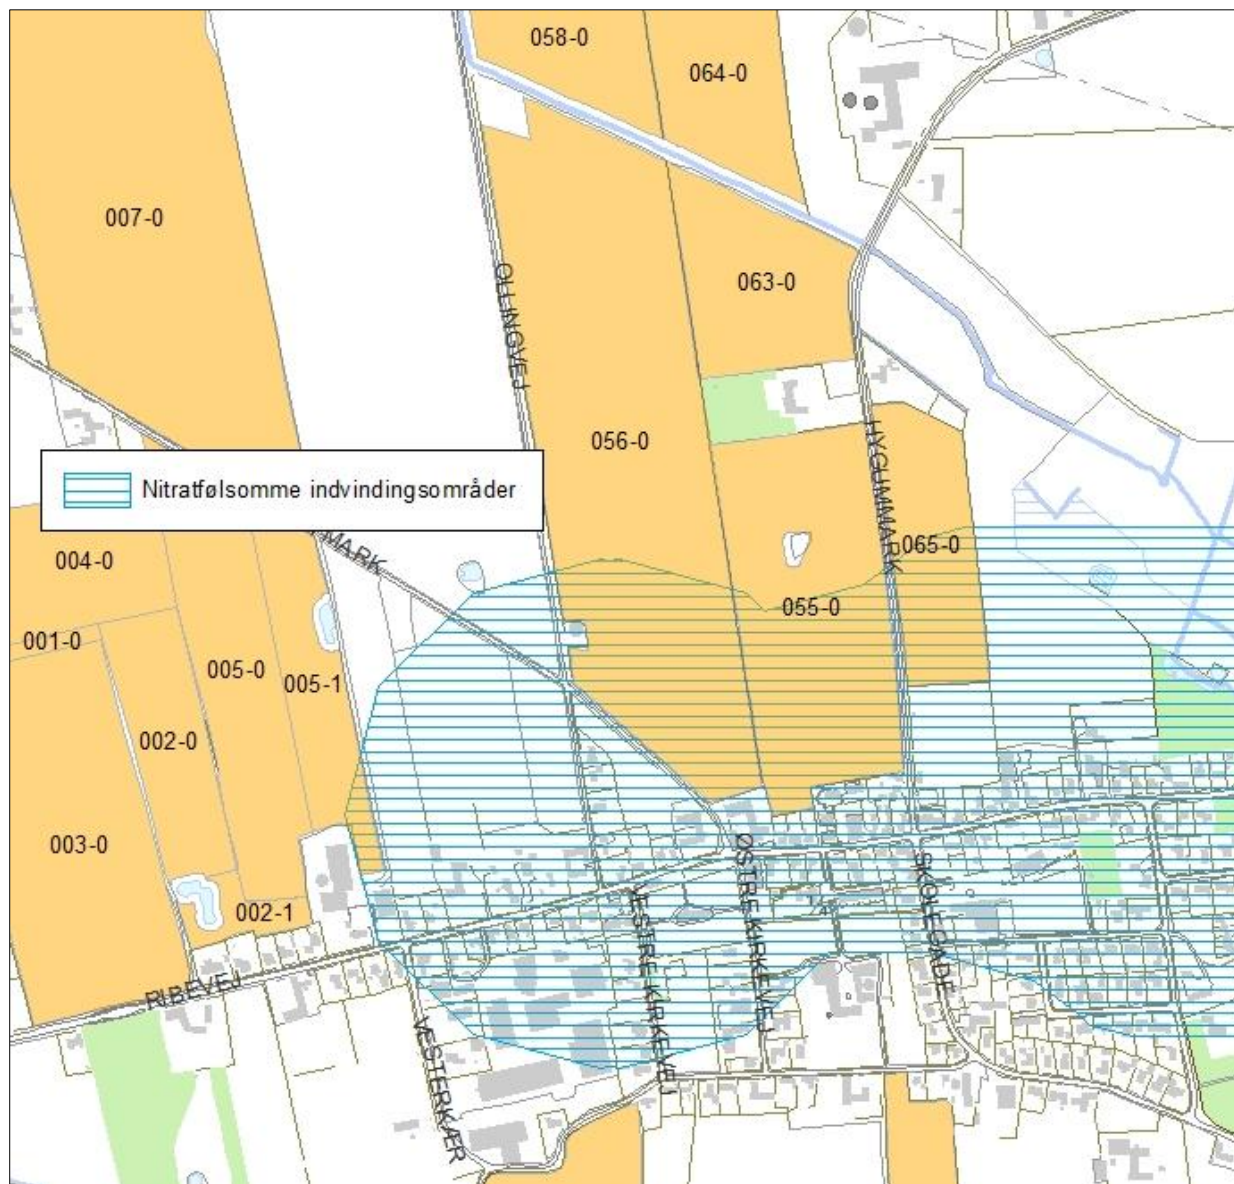 058-0
064-0
007-0
063-0
OLLINGVEJ
056-0
HYGUMMARK
Nitratfølsomme indvindingsområder
MARK
065-0
004-0
055-0
001-0
005-0
005-1
002-0
003-0
ØSTRE KIRKEVEJ
SKOLEGADE
VESTRE KIRKEVEJ
002-1
RIBEVEJ
VESTERKÆR